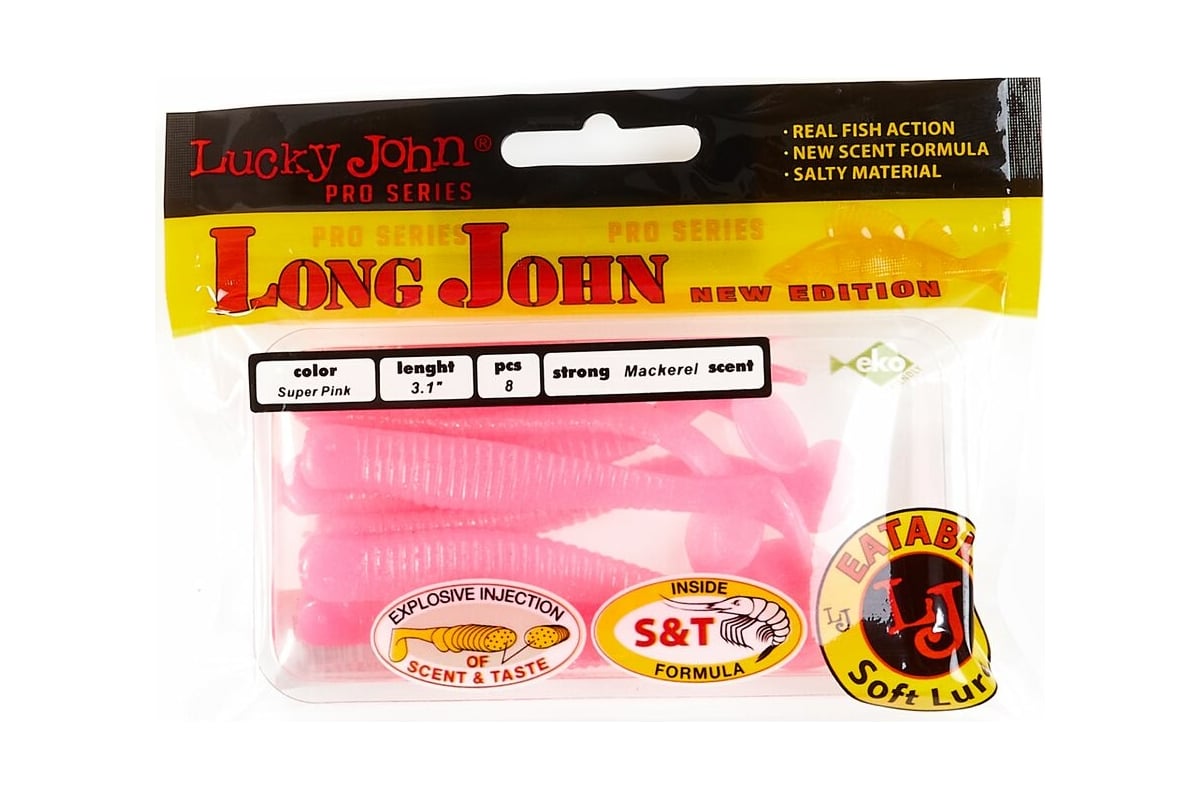 Lucky John®
PRO SERIES
· REAL FISH ACTION
· NEW SCENT FORMULA
· SALTY MATERIAL
PRO SERIES PRO SERIES
LONG JOHN NEW EDITION
color
Super Pink
lenght
3.1"
pcs
8
strong Mackerel scent
eko
EXPLOSIVE INJECTION
OF
SCENT & TASTE
INSIDE
S&T
FORMULA
LJ
LJ
Soft